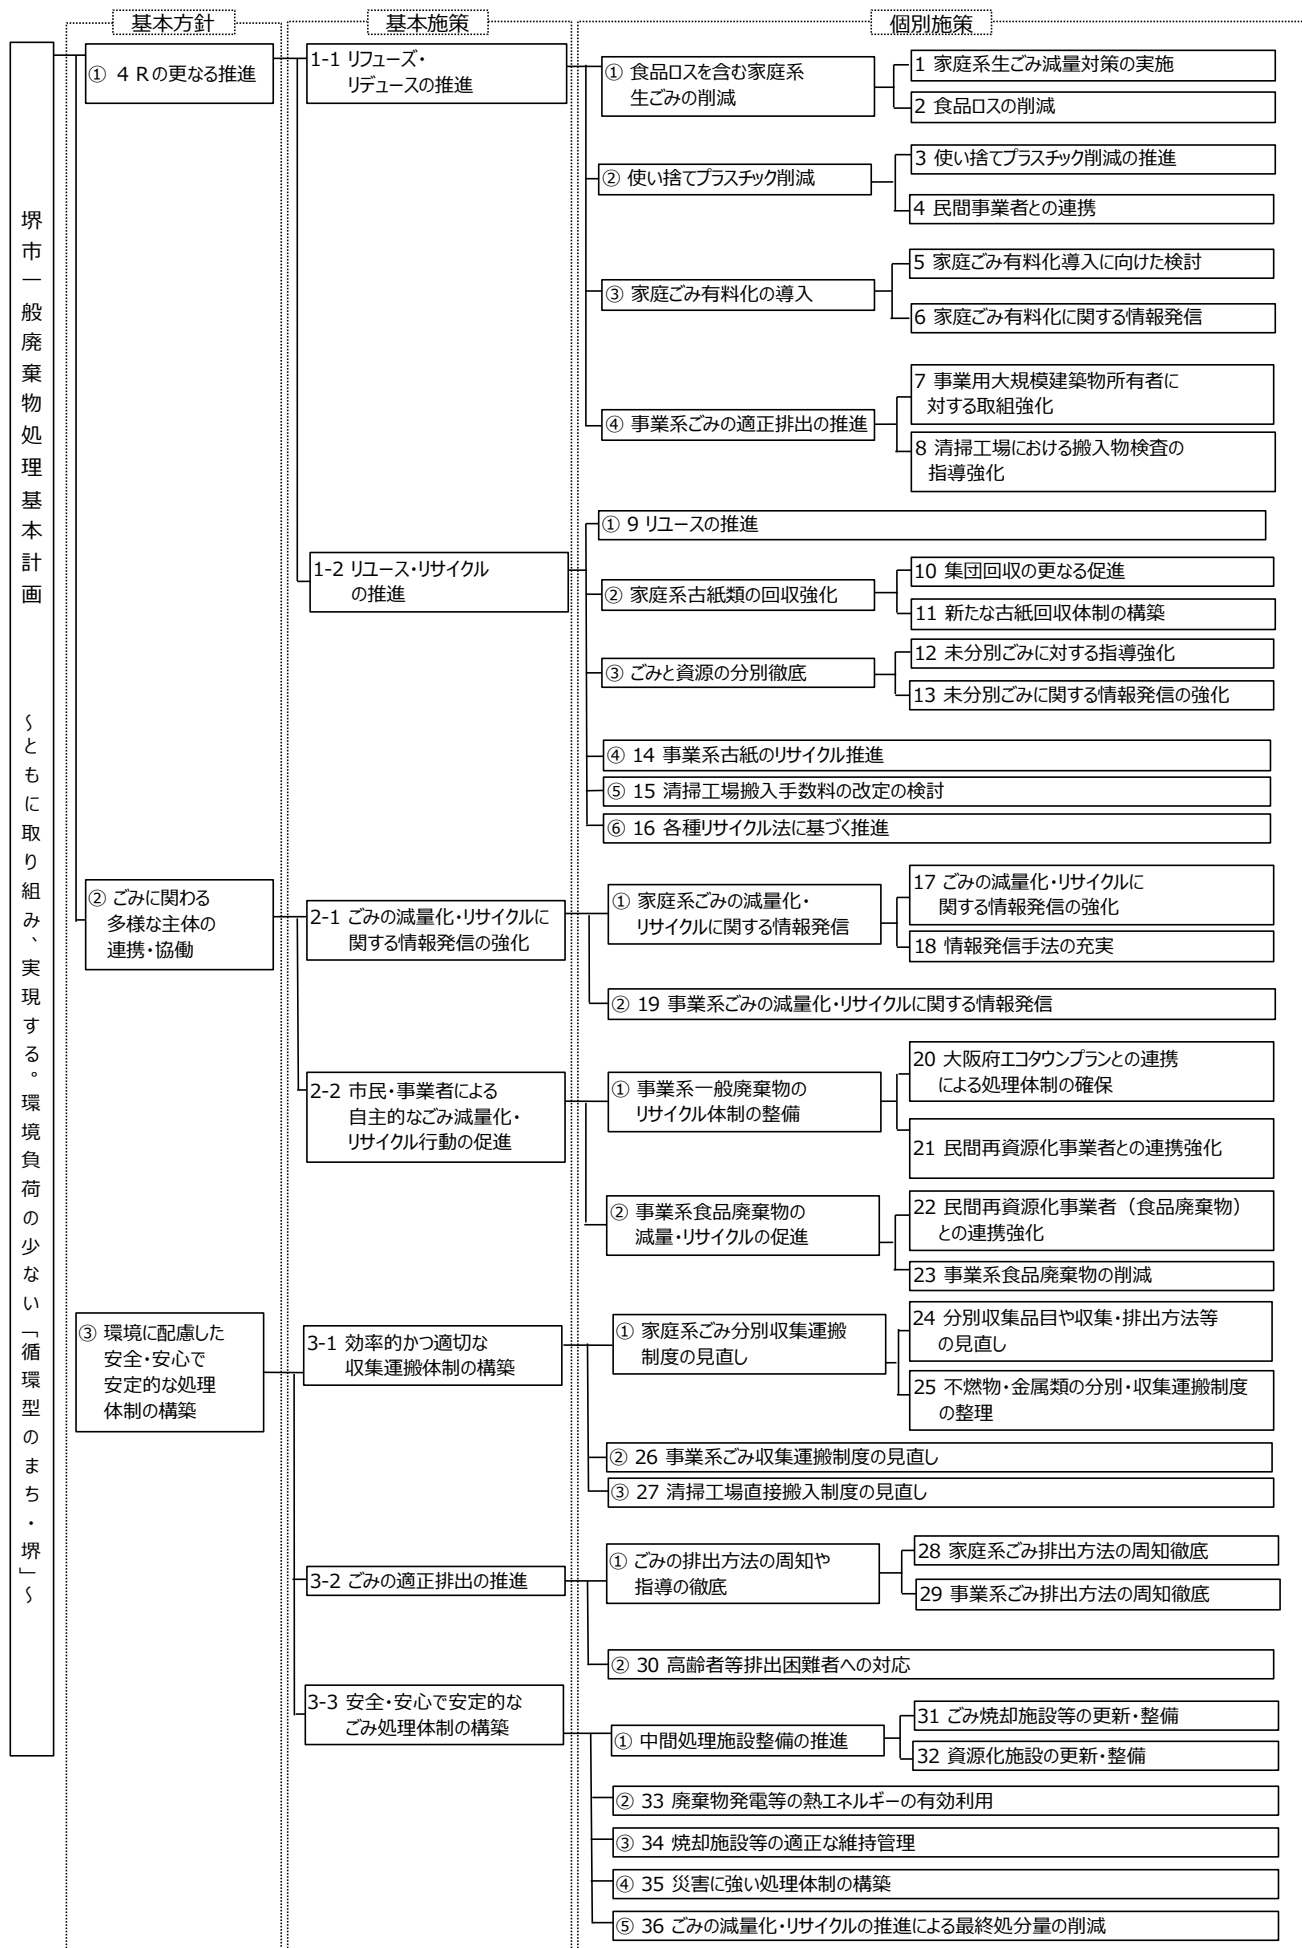 基本方針
基本施策
個別施策
堺市一般廃棄物処理基本計画 ～ともに取り組み、実現する。環境負荷の少ない「循環型のまち・堺」～
① 4Rの更なる推進
1-1 リフューズ・
リデュースの推進
① 食品ロスを含む家庭系
生ごみの削減
1 家庭系生ごみ減量対策の実施
2 食品ロスの削減
② 使い捨てプラスチック削減
3 使い捨てプラスチック削減の推進
4 民間事業者との連携
③ 家庭ごみ有料化の導入
5 家庭ごみ有料化導入に向けた検討
6 家庭ごみ有料化に関する情報発信
④ 事業系ごみの適正排出の推進
7 事業用大規模建築物所有者に
対する取組強化
8 清掃工場における搬入物検査の
指導強化
1-2 リユース・リサイクル
の推進
① 9 リユースの推進
② 家庭系古紙類の回収強化
10 集団回収の更なる促進
11 新たな古紙回収体制の構築
③ ごみと資源の分別徹底
12 未分別ごみに対する指導強化
13 未分別ごみに関する情報発信の強化
④ 14 事業系古紙のリサイクル推進
⑤ 15 清掃工場搬入手数料の改定の検討
⑥ 16 各種リサイクル法に基づく推進
② ごみに関わる
多様な主体の
連携・協働
2-1 ごみの減量化・リサイクルに
関する情報発信の強化
① 家庭系ごみの減量化・
リサイクルに関する情報発信
17 ごみの減量化・リサイクルに
関する情報発信の強化
18 情報発信手法の充実
② 19 事業系ごみの減量化・リサイクルに関する情報発信
2-2 市民・事業者による
自主的なごみ減量化・
リサイクル行動の促進
① 事業系一般廃棄物の
リサイクル体制の整備
20 大阪府エコタウンプランとの連携
による処理体制の確保
21 民間再資源化事業者との連携強化
② 事業系食品廃棄物の
減量・リサイクルの促進
22 民間再資源化事業者（食品廃棄物）
との連携強化
23 事業系食品廃棄物の削減
③ 環境に配慮した
安全・安心で
安定的な処理
体制の構築
3-1 効率的かつ適切な
収集運搬体制の構築
① 家庭系ごみ分別収集運搬
制度の見直し
24 分別収集品目や収集・排出方法等
の見直し
25 不燃物・金属類の分別・収集運搬制度
の整理
② 26 事業系ごみ収集運搬制度の見直し
③ 27 清掃工場直接搬入制度の見直し
3-2 ごみの適正排出の推進
① ごみの排出方法の周知や
指導の徹底
28 家庭系ごみ排出方法の周知徹底
29 事業系ごみ排出方法の周知徹底
② 30 高齢者等排出困難者への対応
3-3 安全・安心で安定的な
ごみ処理体制の構築
① 中間処理施設整備の推進
31 ごみ焼却施設等の更新・整備
32 資源化施設の更新・整備
② 33 廃棄物発電等の熱エネルギーの有効利用
③ 34 焼却施設等の適正な維持管理
④ 35 災害に強い処理体制の構築
⑤ 36 ごみの減量化・リサイクルの推進による最終処分量の削減